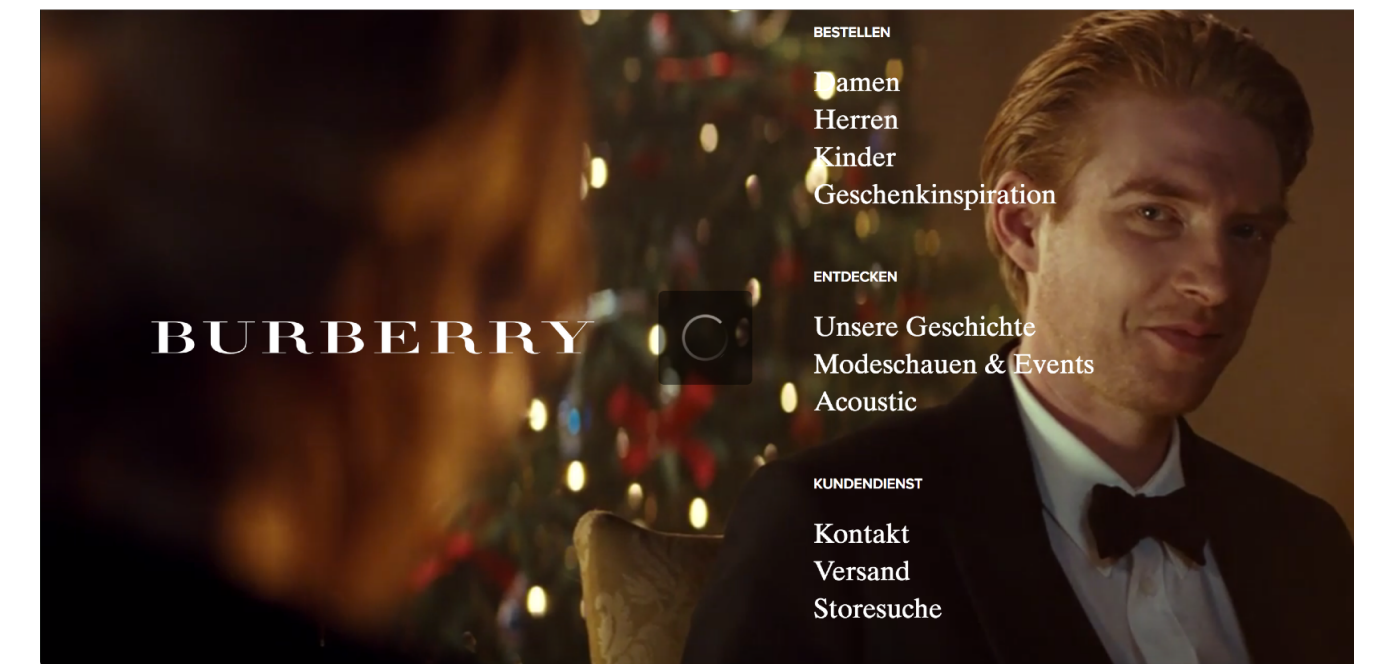 BURBERRY
BESTELLEN
Damen
Herren
Kinder
Geschenkinspiration
ENTDECKEN
Unsere Geschichte
Modeschauen & Events
Acoustic
KUNDENDIENST
Kontakt
Versand
Storesuche